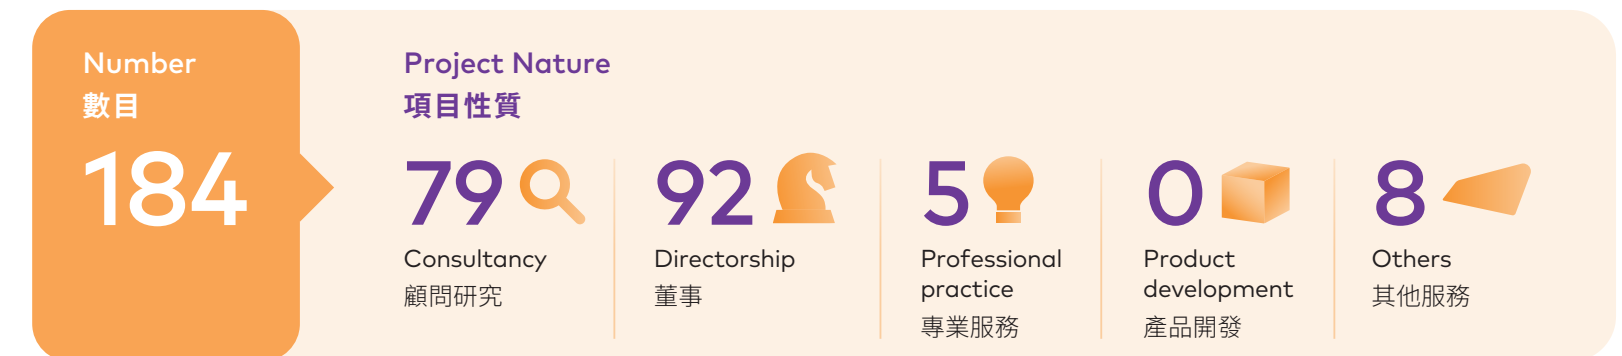 Number
數目
184
Project Nature
項目性質
79
Consultancy
顧問研究
92
Directorship
董事
5
Professional
practice
專業服務
0
Product
development
產品開發
8
Others
其他服務